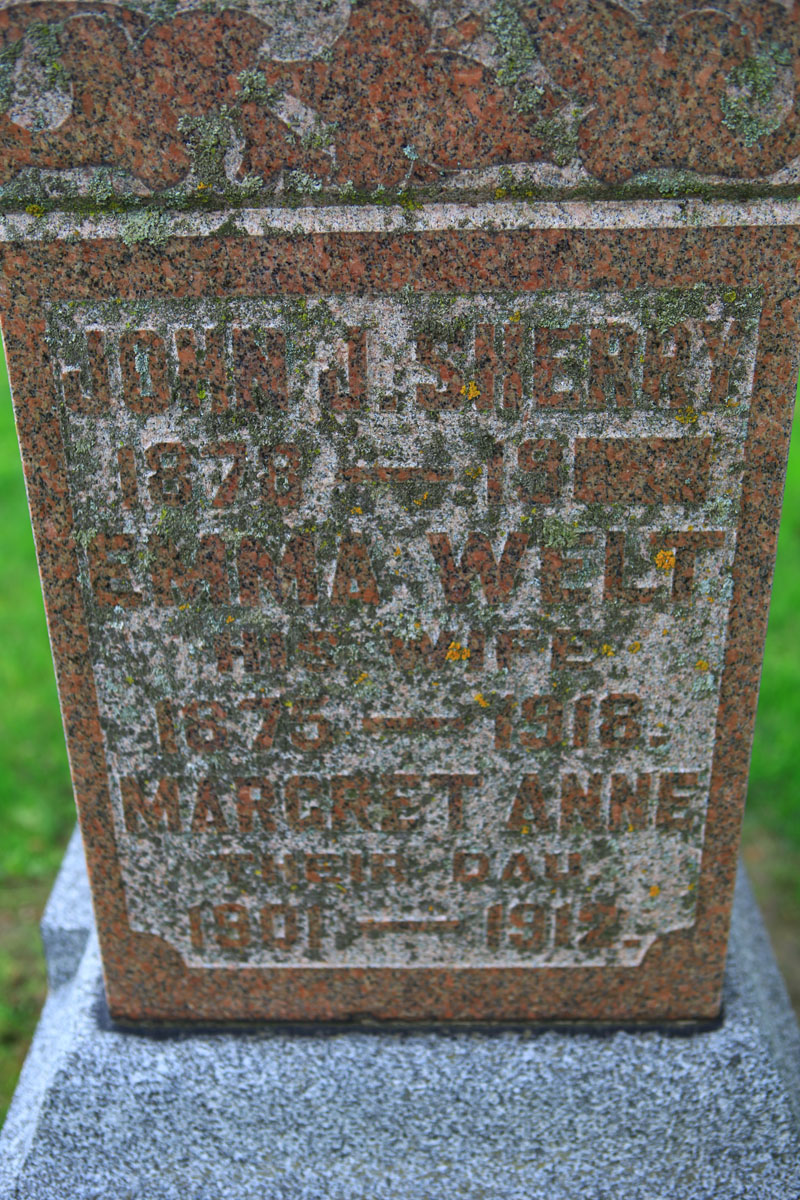 JOHN J. SHERRY
1878 — 19
EMMA WELT
HIS WIFE
1875 — 1918.
MARGRET ANNE
THEIR DAU.
1901 — 1912.